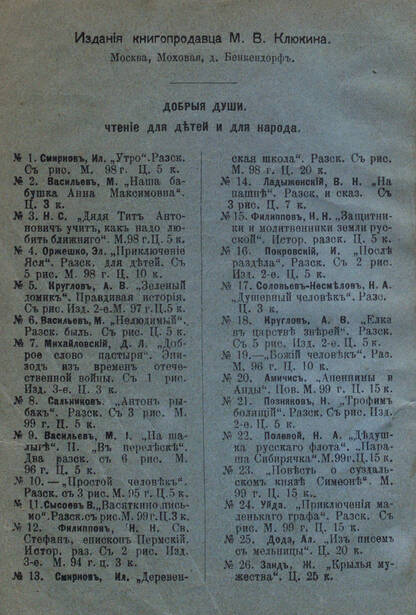 Изданія книгопродавца М. В. Клюкина.
Москва, Моховая, д. Бенкендорфъ.
ДОБРЫЯ ДУШИ.
чтеніе для дѣтей и для народа.
№ 1. Смирновъ, Ил. „Утро“. Разск.
Съ рис. М. 98 г. Ц. 5 к.
№ 2. Васильевъ, М. „Наша ба-
бушка Анна Максимовна“.
Ц. 3 к.
№ 3. Н. С. „Дядя Титъ Анто-
новичъ учитъ, какъ надо лю-
бить ближняго“. М. 98 г. Ц. 5 к.
№ 4. Оржешко, Эл. „Приключеніе
Яся“. Разск. для дѣтей. Съ
5 рис. М. 98 г. Ц. 10 к.
№ 5. Кругловъ, А. В. „Зеленый
домикъ“. Правдивая исторія.
Съ рис. Изд. 2-е. М. 97 г. Ц. 5 к.
№ 6. Васильевъ, М. „Нелюдимый“.
Разск. быль. Съ рис. Ц. 5 к.
№ 7. Михайловскій, Д. Л. „Доб-
рое слово пастыря“. Эпи-
зодъ изъ временъ отече-
ственной войны. Съ 1 рис.
Изд. 3-е. Ц. 3 к.
№ 8. Сальниковъ. „Антонъ ры-
бакъ“. Разск. Съ 3 рис. М.
99 г. Ц. 5 к.
№ 9. Васильевъ, М. I. „На ша-
лыгѣ“. II. „Въ перелѣскѣ“.
Два разск. съ 6 рис. М.
96 г. Ц. 5 к.
№ 10. — „Простой человѣкъ“.
Разск. съ 3 рис. М. 95 г. Ц. 5 к.
№ 11. Сысоев В., „Васяткино пись-
мо“. Разск. съ рис. М. 99 г. Ц. 3 к.
№ 12. Филипповъ, Н. Н. Св.
Стефанъ, епископъ Пермскій.
Истор. раз. Съ 2 рис. Изд.
3-е. М. 94 г. Ц. 3 к.
№ 13. Смирновъ, Ил. „Деревен-
ская школа“. Разск. Съ рис.
М. 98 г. Ц. 20 к.
№ 14. Ладыженскій, В. Н. „На
пашнѣ“. Разск. и сказ. Съ
3 рис. Ц. 7 к.
№ 15. Филипповъ, Н. Н. „Защитни-
ки и молитвенники земли рус-
ской“. Истор. разск. Ц. 5 к.
№ 16. Покровскій, И. „Послѣ
раздѣла“. Разск. Съ 2 рис.
Изд. 2-е. Ц. 5 к.
№ 17. Соловьевъ-Несмѣловъ, Н. А.
„Душевный человѣкъ“. Разс.
Ц. 3 к.
№ 18. Кругловъ, А. В. „Елка
въ царствѣ звѣрей“. Разск.
Съ 5 рис. Изд. 2-е. Ц. 5 к.
№ 19. — „Божій человѣкъ“. Рас.
М. 96 г. Ц. 10 к.
№ 20. Амичисъ. „Апеннины и
Анды“. Пов. М. 99 г. Ц. 15 к.
№ 21. Позняковъ, Н. „Трофимъ
болящій“. Разск. Съ рис. Изд.
2-е. Ц. 5 к.
№ 22. Полевой, Н. А. „Дѣдуш-
ка русскаго флота“. „Пара-
ша Сибирячка“. М. 99 г. Ц. 15 к.
№ 23. „Повѣсть о суздаль-
скомъ князѣ Симеонѣ“. М.
99 г. Ц. 15 к.
№ 24. Уйда. „Приключенія ма-
ленькаго графа“. Разск. Съ
рис. М. 99 г. Ц. 15 к.
№ 25. Додэ, Ал. „Изъ писемъ
съ мельницы“. Ц. 20 к.
№ 26. Зандъ, Ж. „Крылья му-
жества“. Ц. 25 к.